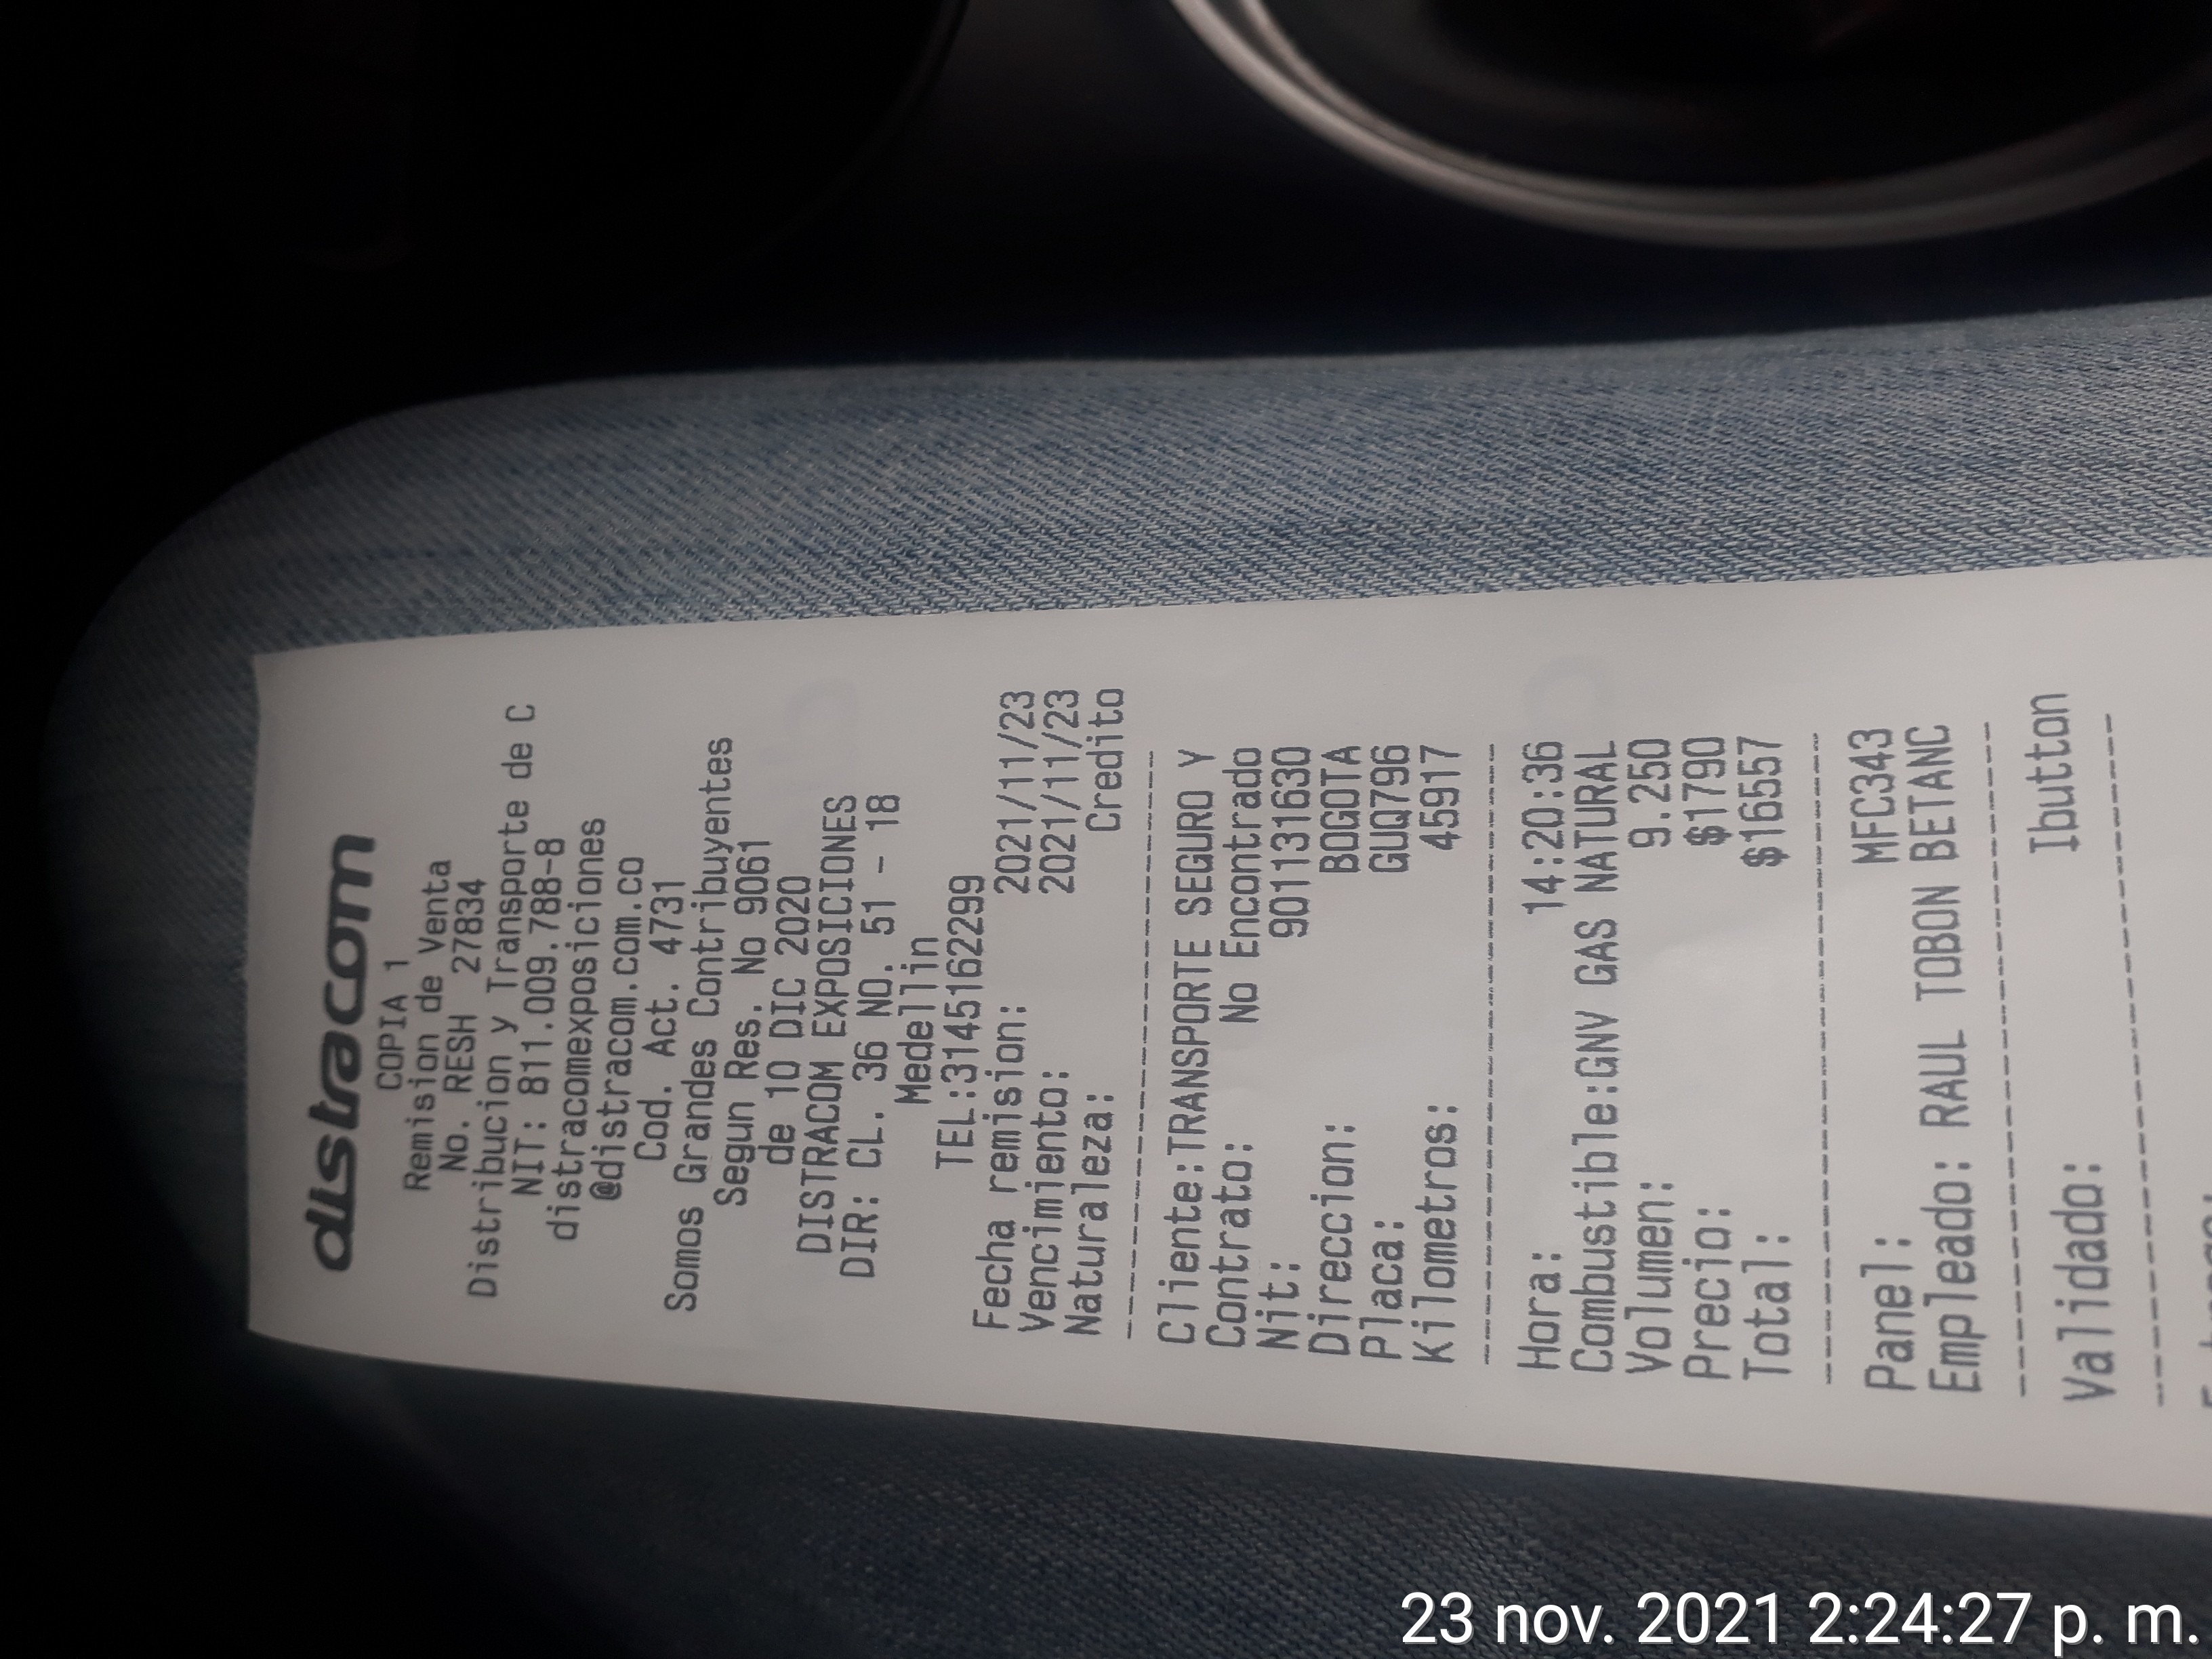 distracom
COPIA 1
Remision de Venta
No. RESH 27834
Distribucion y Transporte de C
NIT: 811.009.788-8
distracomexposiciones
@distracom.com.co
Cod. Act. 4731
Somos Grandes Contribuyentes
Segun Res. No 9061
de 10 DIC 2020
DISTRACOM EXPOSICIONES
DIR: CL. 36 NO. 51 - 18
Medellin
TEL:3145162299
Fecha remision: 2021/11/23
Vencimiento: 2021/11/23
Naturaleza: Credito
Cliente:TRANSPORTE SEGURO Y
Contrato: No Encontrado
Nit: 901131630
Direccion: BOGOTA
Placa: GUQ796
Kilometros: 45917
Hora: 14:20:36
Combustible:GNV GAS NATURAL
Volumen: 9.250
Precio: $1790
Total: $16557
Panel: MFC343
Empleado: RAUL TOBON BETANC
Validado: Ibutton
23 nov. 2021 2:24:27 p. m.